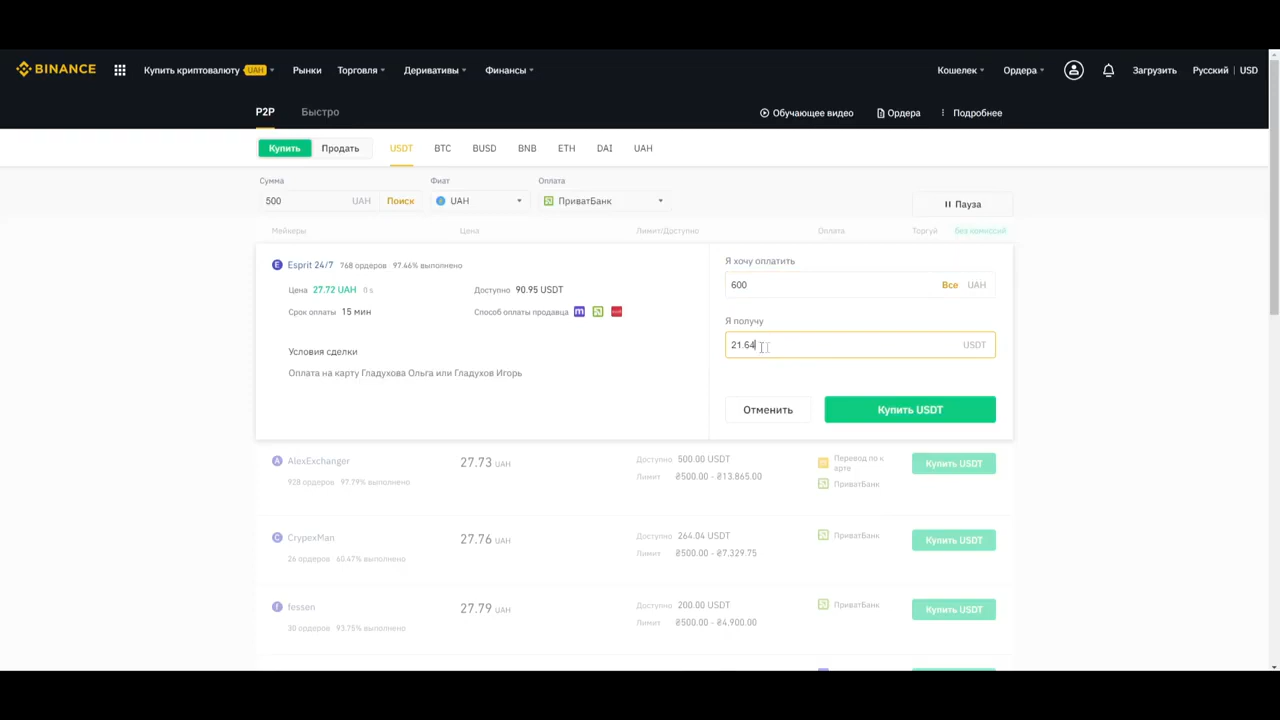 BINANCE Купить криптовалюту UAH Рынки Торговля Деривативы Финансы Кошелек Ордера Загрузить Русский | USD
P2P Быстро Обучающее видео Ордера Подробнее
Купить Продать USDT BTC BUSD BNB ETH DAI UAH
Сумма Фиат Оплата
500 UAH Поиск UAH ПриватБанк Пауза
Мейкеры Цена Лимит/Доступно Оплата Торгуй без комиссий
E Esprit 24/7 768 ордеров 97.46% выполнено
Цена 27.72 UAH 0 s Доступно 90.95 USDT
Срок оплаты 15 мин Способ оплаты продавца
Условия сделки
Оплата на карту Гладухова Ольга или Гладухов Игорь
Я хочу оплатить
600 Все UAH
Я получу
21.64 USDT
Отменить Купить USDT
A AlexExchanger 27.73 UAH Доступно 500.00 USDT Перевод по к
карте
Купить USDT
928 ордеров 97.79% выполнено Лимит ₴500.00 - ₴13.865.00 ПриватБанк
C CrypexMan 27.76 UAH Доступно 264.04 USDT ПриватБанк Купить USDT
26 ордеров 60.47% выполнено Лимит ₴500.00 - ₴7,329.75
f fessen 27.79 UAH Доступно 200.00 USDT ПриватБанк Купить USDT
30 ордеров 93.75% выполнено Лимит ₴500.00 - ₴4,900.00